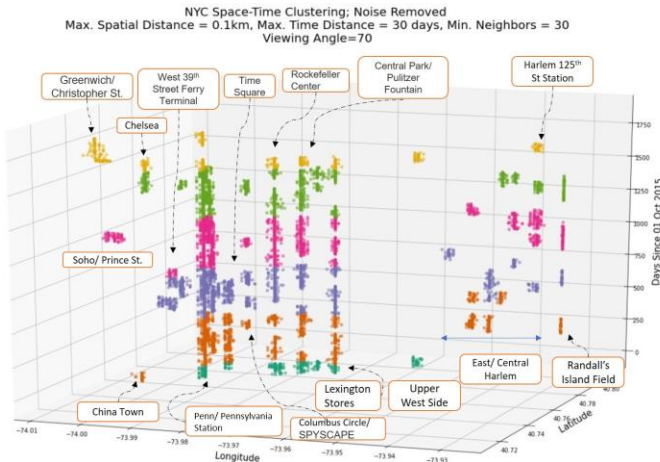 NYC Space-Time Clustering; Noise Removed
Max. Spatial Distance = 0.1km, Max. Time Distance = 30 days, Min. Neighbors = 30
Viewing Angle=70
Greenwich/
Christopher St.
Chelsea
West 39th
Street Ferry
Terminal
Time
Square
Rockefeller
Center
Central Park/
Pulitzer
Fountain
Harlem 125th
St Station
Soho/ Prince St.
China Town
Penn/ Pennsylvania
Station
Columbus Circle/
SPYSCAPE
Lexington
Stores
Upper
West Side
East/ Central
Harlem
Randall's
Island Field
1750
1500
1250
1000
750
500
250
0
Days Since 01 Oct 2015
40.80
40.78
40.76
40.74
40.72
Latitude
−74.01
−74.00
−73.99
−73.98
−73.97
−73.96
−73.95
−73.94
−73.93
Longitude